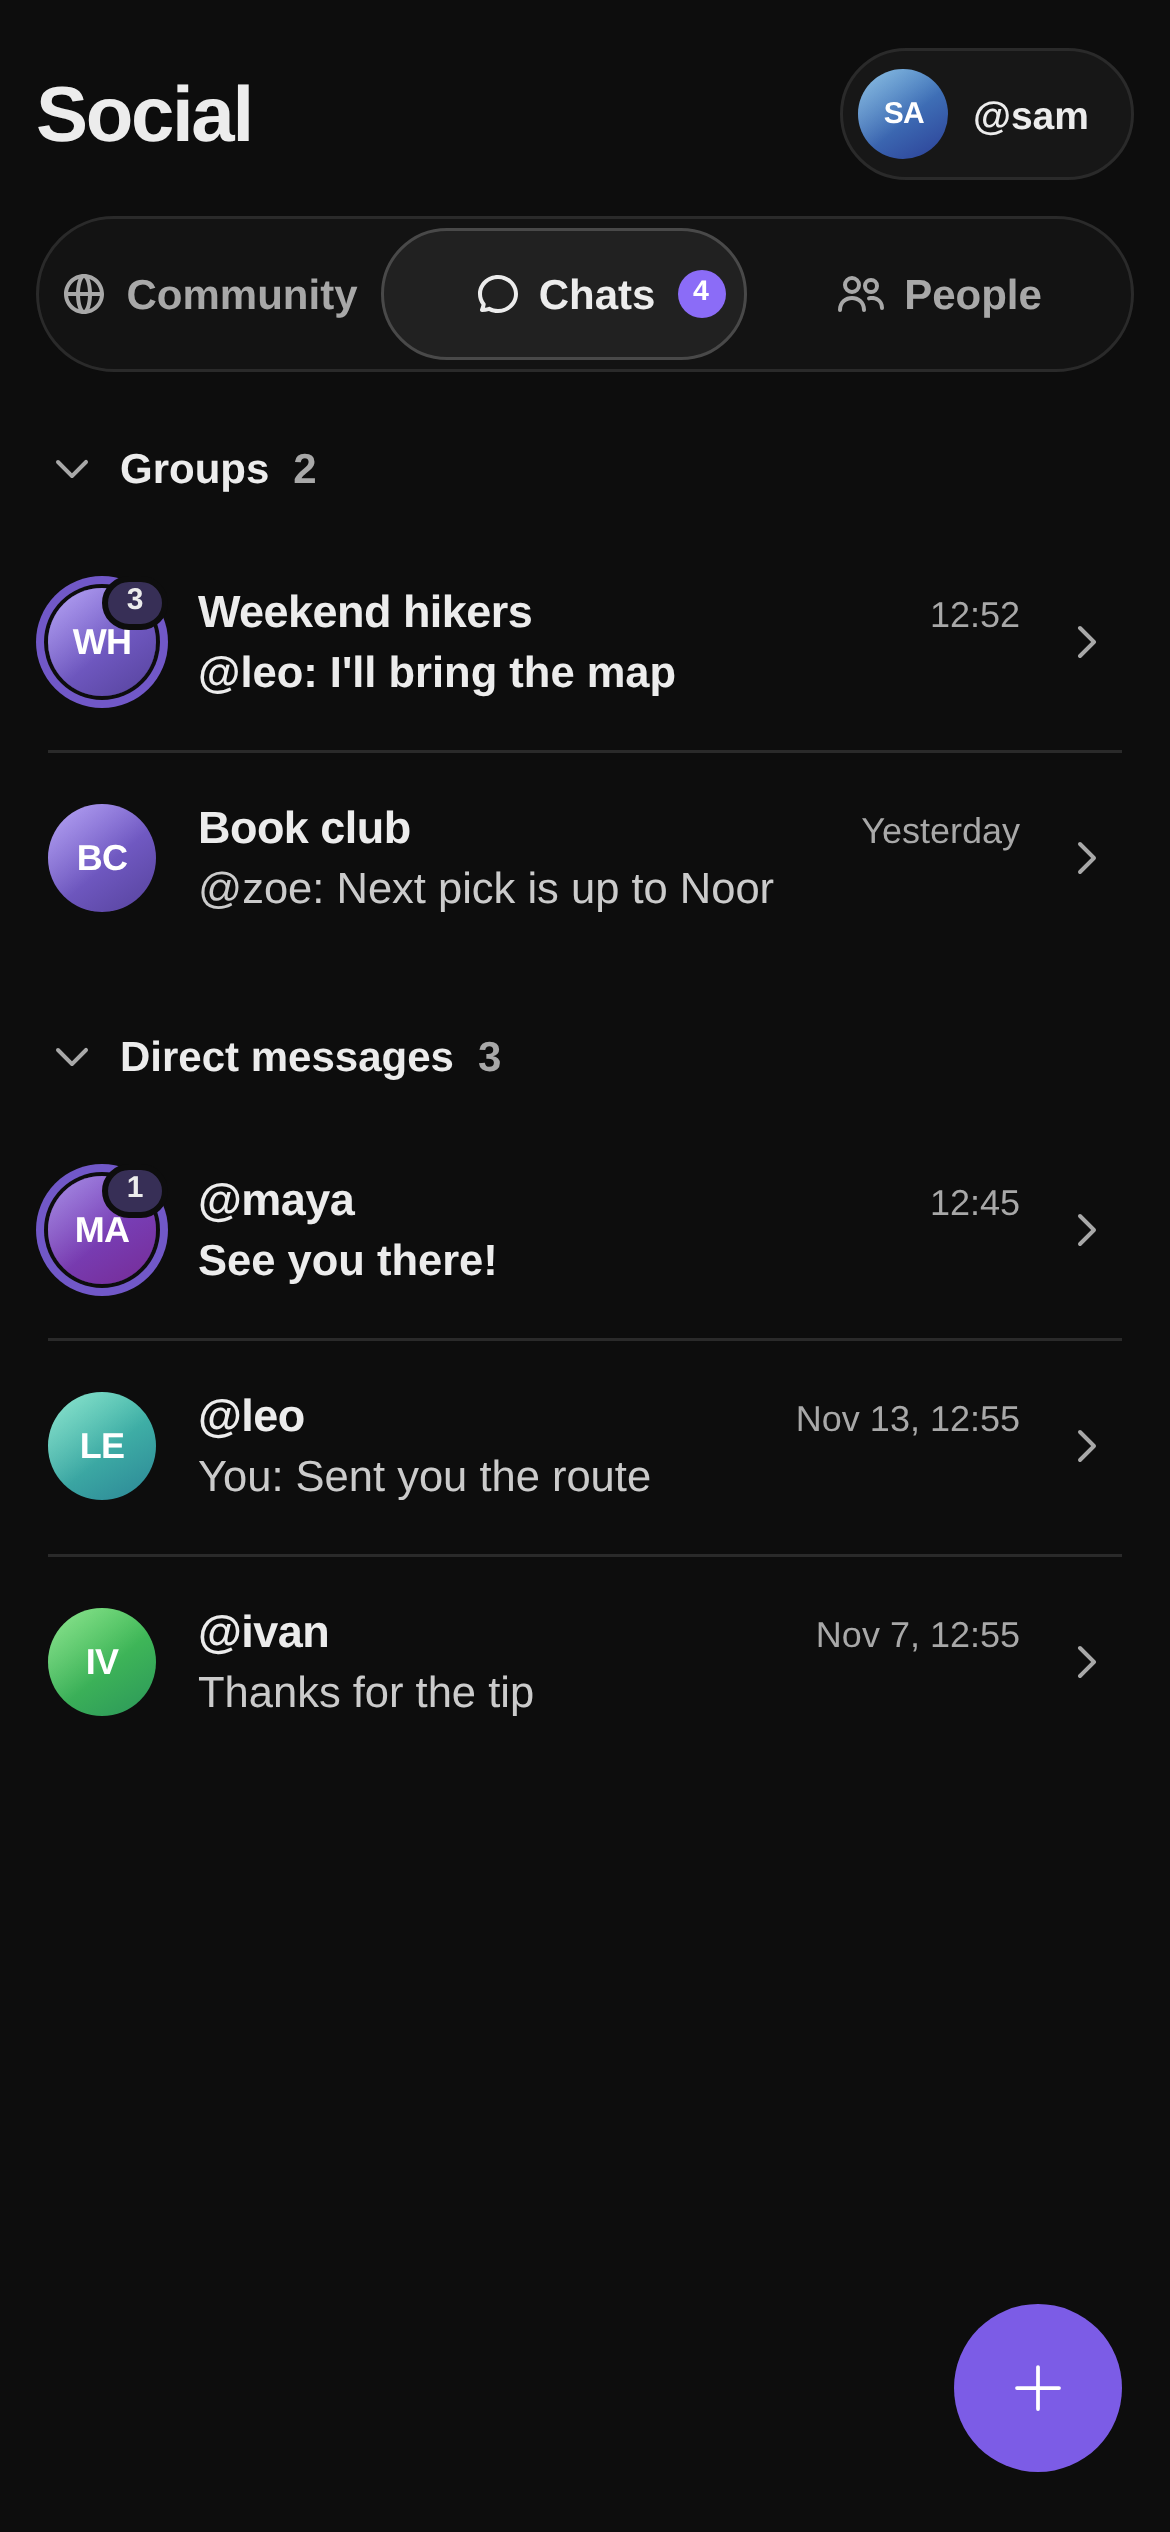 Social
SA @sam
Community Chats 4 People
Groups 2
3
WH
Weekend hikers 12:52
@leo: I'll bring the map
BC
Book club Yesterday
@zoe: Next pick is up to Noor
Direct messages 3
1
MA
@maya 12:45
See you there!
LE
@leo Nov 13, 12:55
You: Sent you the route
IV
@ivan Nov 7, 12:55
Thanks for the tip